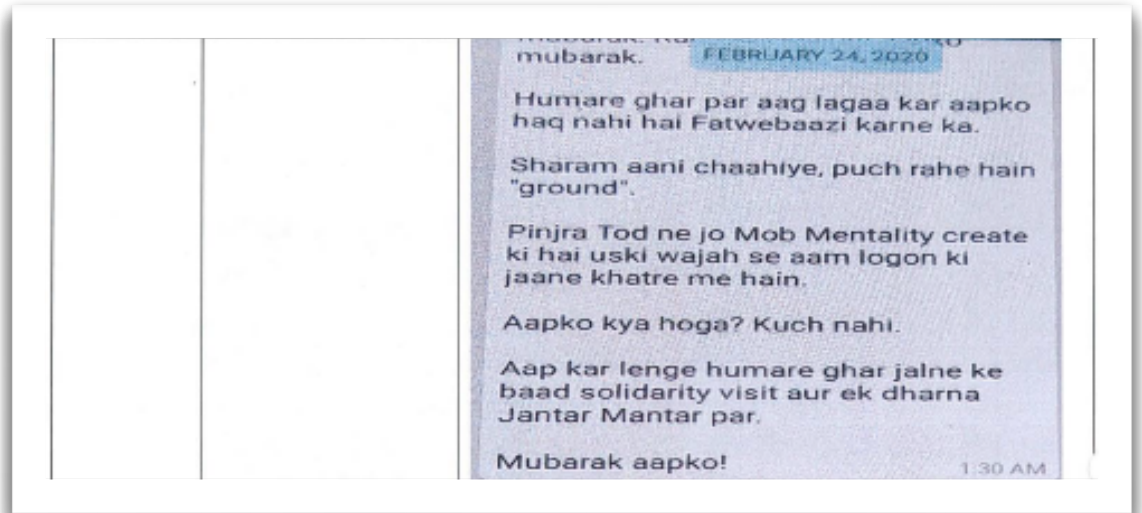 mubarak.
FEBRUARY 24, 2020
Humare ghar par aag lagaa kar aapko
haq nahi hai Fatwebaazi karne ka.
Sharam aani chaahiye, puch rahe hain
"ground".
Pinjra Tod ne jo Mob Mentality create
ki hai uski wajah se aam logon ki
jaane khatre me hain.
Aapko kya hoga? Kuch nahi.
Aap kar lenge humare ghar jalne ke
baad solidarity visit aur ek dharna
Jantar Mantar par.
Mubarak aapko!
1:30 AM